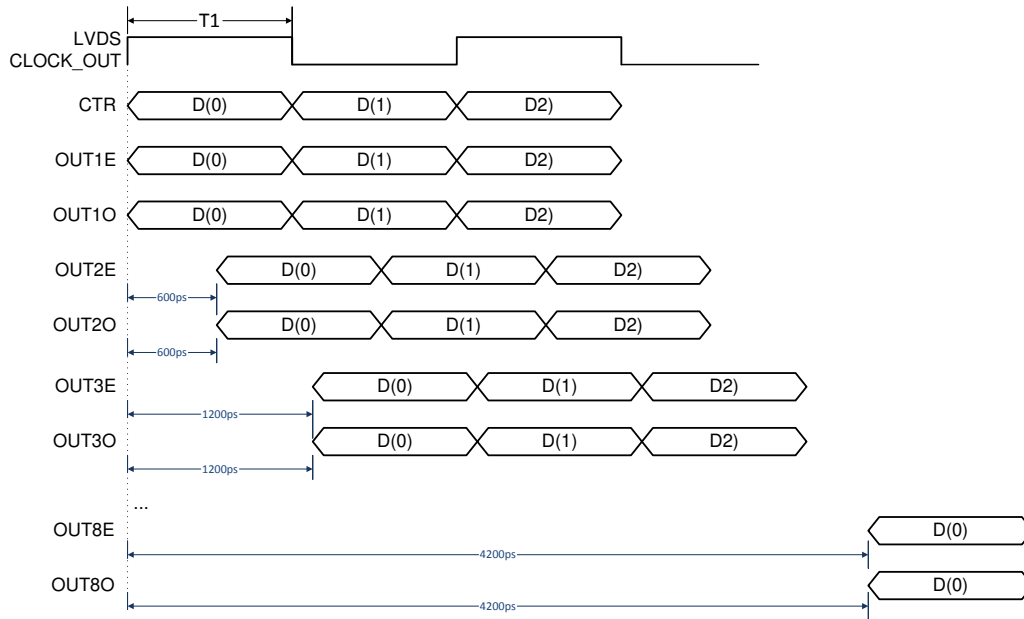 T1
LVDS
CLOCK_OUT
CTR D(0) D(1) D2)
OUT1E D(0) D(1) D2)
OUT1O D(0) D(1) D2)
OUT2E D(0) D(1) D2)
600ps
OUT2O D(0) D(1) D2)
600ps
OUT3E D(0) D(1) D2)
1200ps
OUT3O D(0) D(1) D2)
1200ps
...
OUT8E D(0)
4200ps
OUT8O D(0)
4200ps